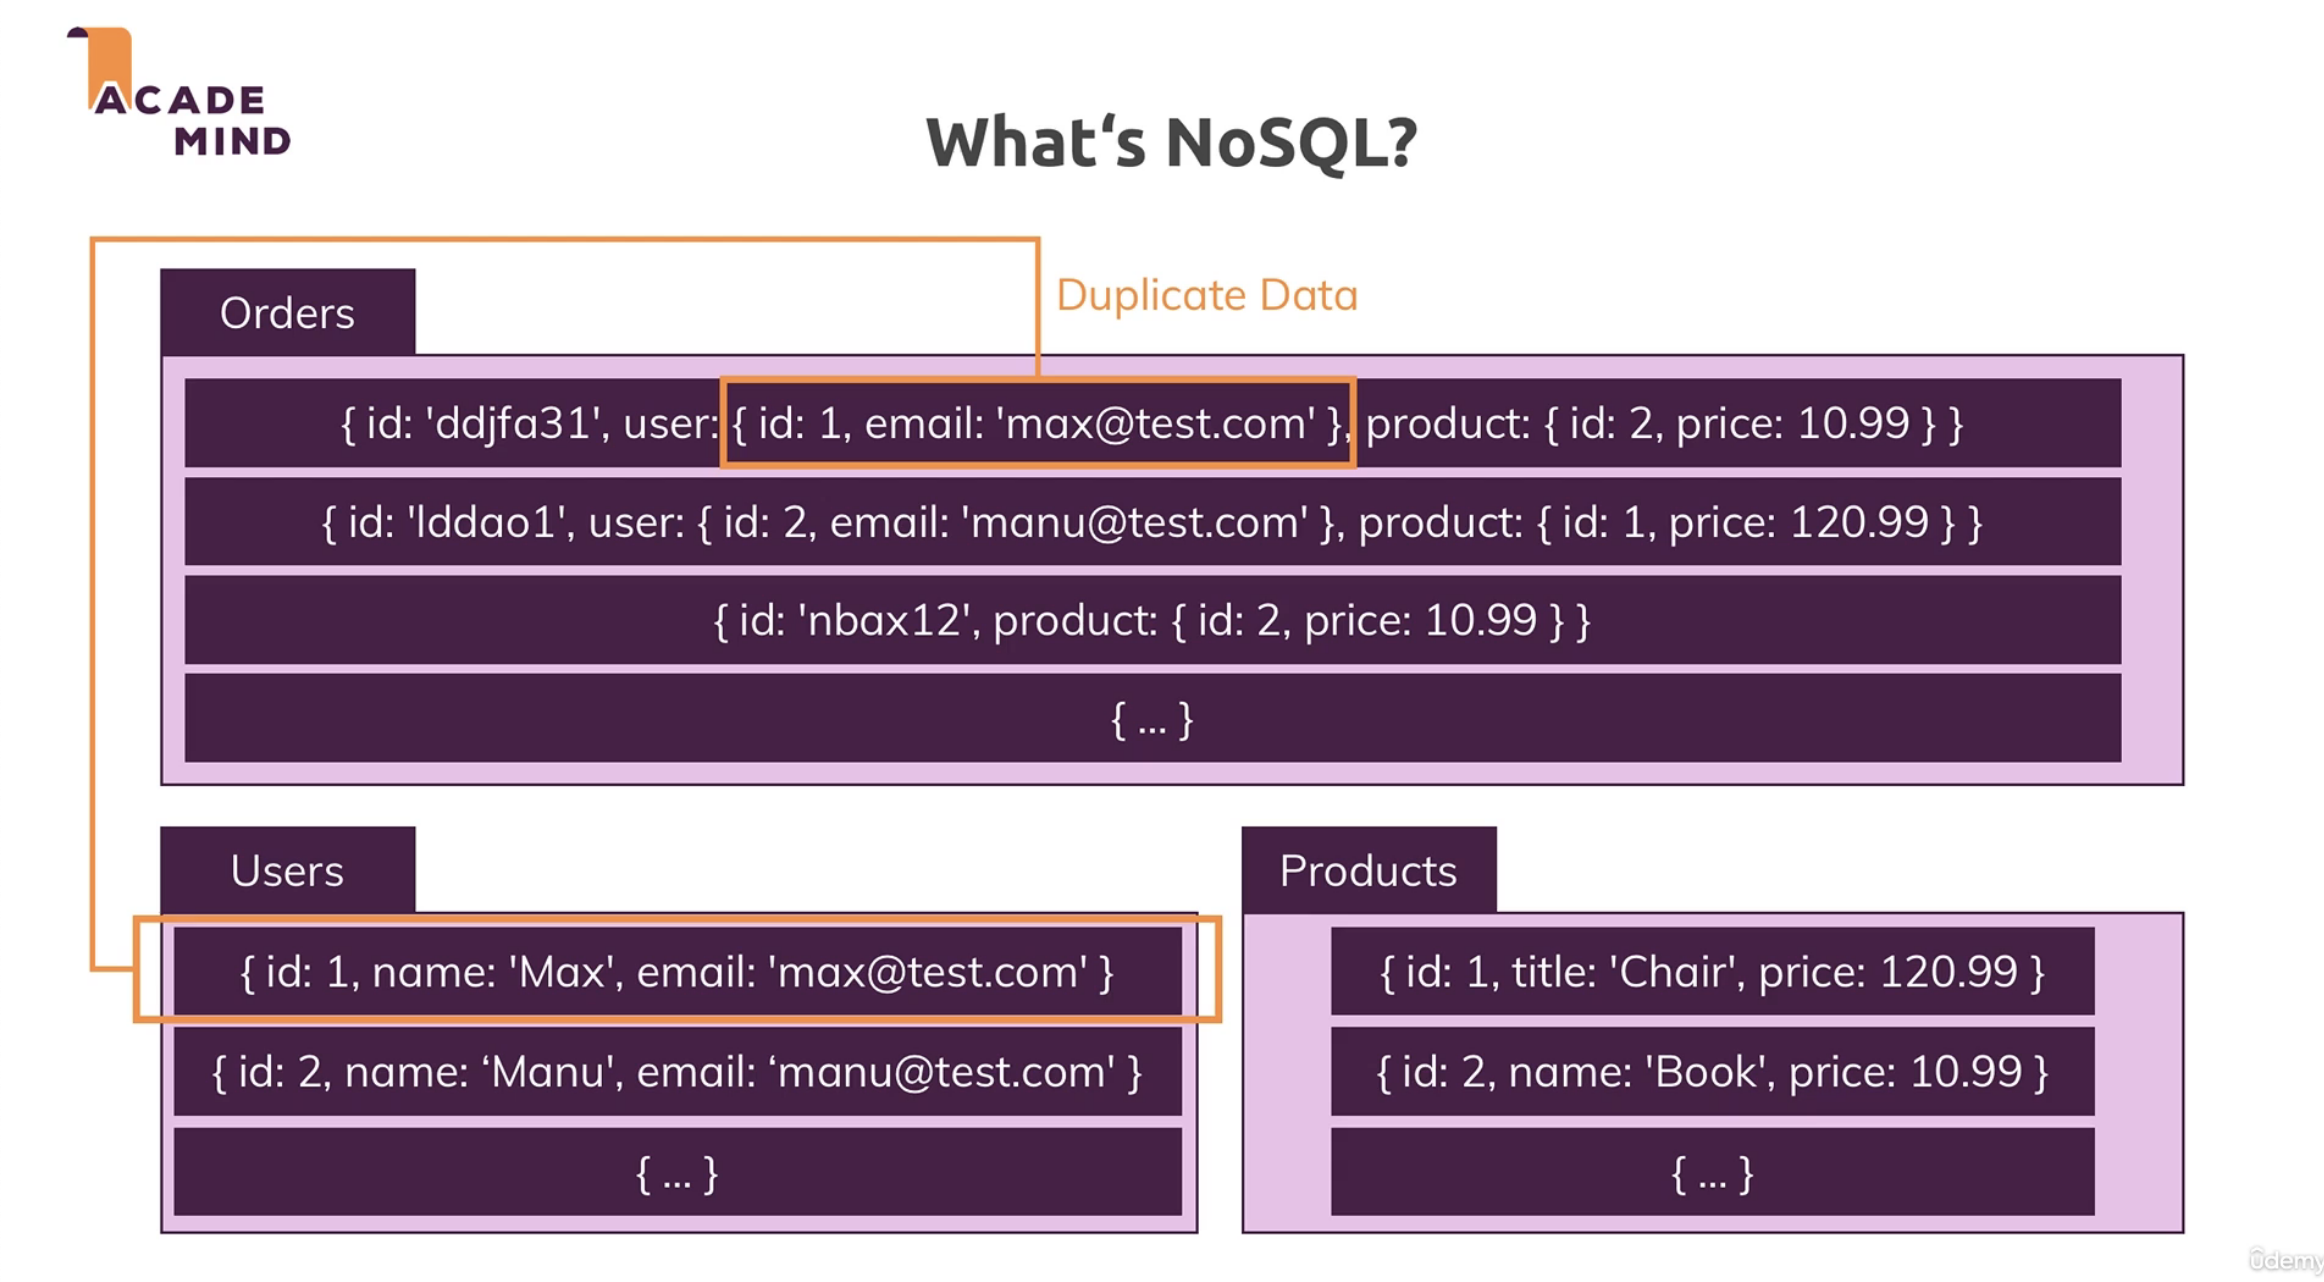 ACADE
MIND
What‘s NoSQL?
Duplicate Data
Orders
{ id: 'ddjfa31', user: { id: 1, email: 'max@test.com' }, product: { id: 2, price: 10.99 } }
{ id: 'lddao1', user: { id: 2, email: 'manu@test.com' }, product: { id: 1, price: 120.99 } }
{ id: 'nbax12', product: { id: 2, price: 10.99 } }
{ ... }
Users
{ id: 1, name: 'Max', email: 'max@test.com' }
{ id: 2, name: ‘Manu', email: ‘manu@test.com' }
{ ... }
Products
{ id: 1, title: 'Chair', price: 120.99 }
{ id: 2, name: 'Book', price: 10.99 }
{ ... }
ûdemy